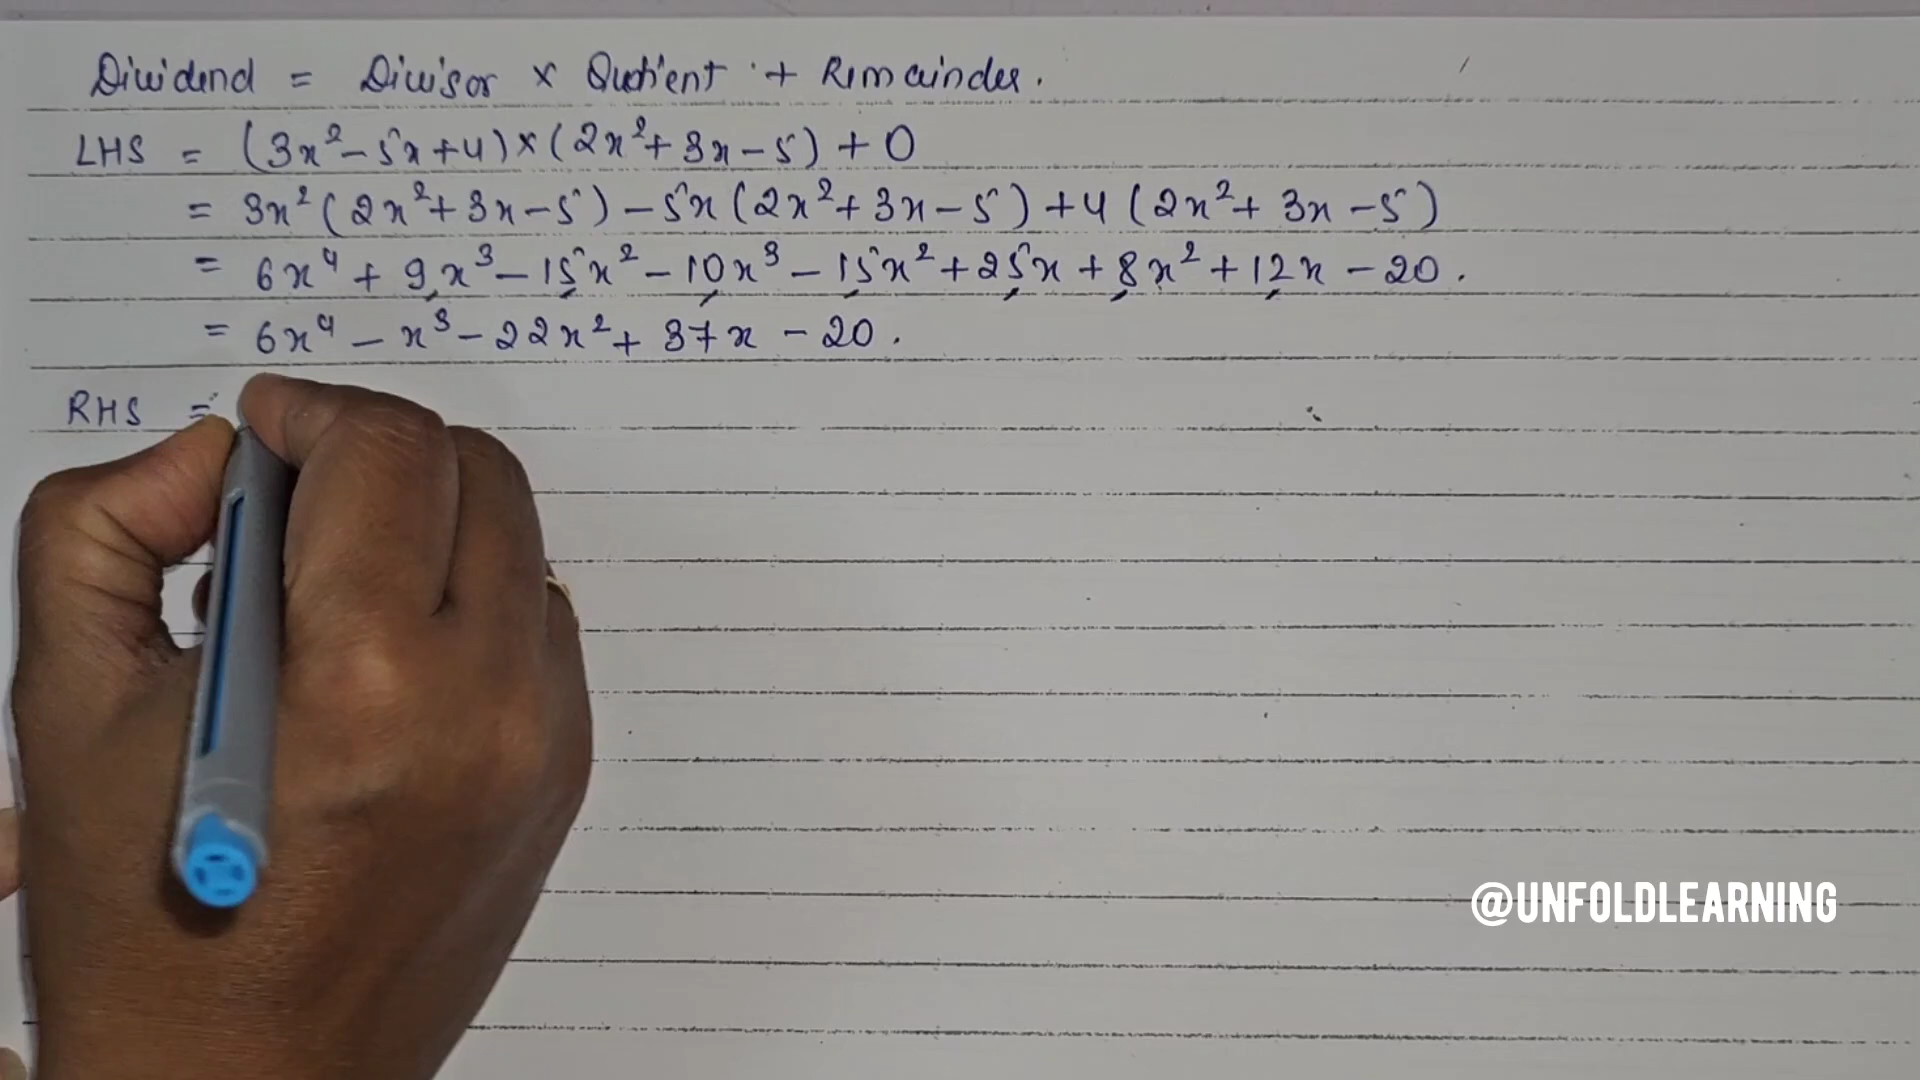 Dividend = Divisor × Quotient + Remainder.
LHS = (3x²-5x+4)×(2x²+3x-5)+0
= 3x²(2x²+3x-5)-5x(2x²+3x-5)+4(2x²+3x-5)
= 6x⁴+9x³-15x²-10x³-15x²+25x+8x²+12x-20.
= 6x⁴-x³-22x²+37x-20.
RHS =
@UNFOLDLEARNING